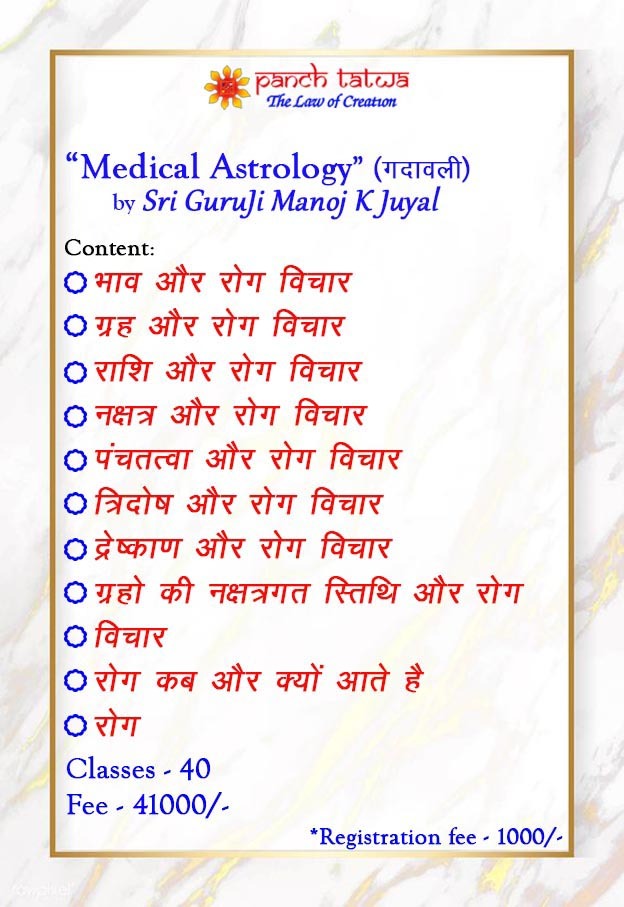 panch tatwa
The Law of Creation
“Medical Astrology” (गदावली)
by Sri GuruJi Manoj K Juyal
Content:
भाव और रोग विचार
ग्रह और रोग विचार
राशि और रोग विचार
नक्षत्र और रोग विचार
पंचतत्वा और रोग विचार
त्रिदोष और रोग विचार
द्रेष्काण और रोग विचार
ग्रहो की नक्षत्रगत स्तिथि और रोग
विचार
रोग कब और क्यों आते है
रोग
Classes - 40
Fee - 41000/-
*Registration fee - 1000/-
rawpixel